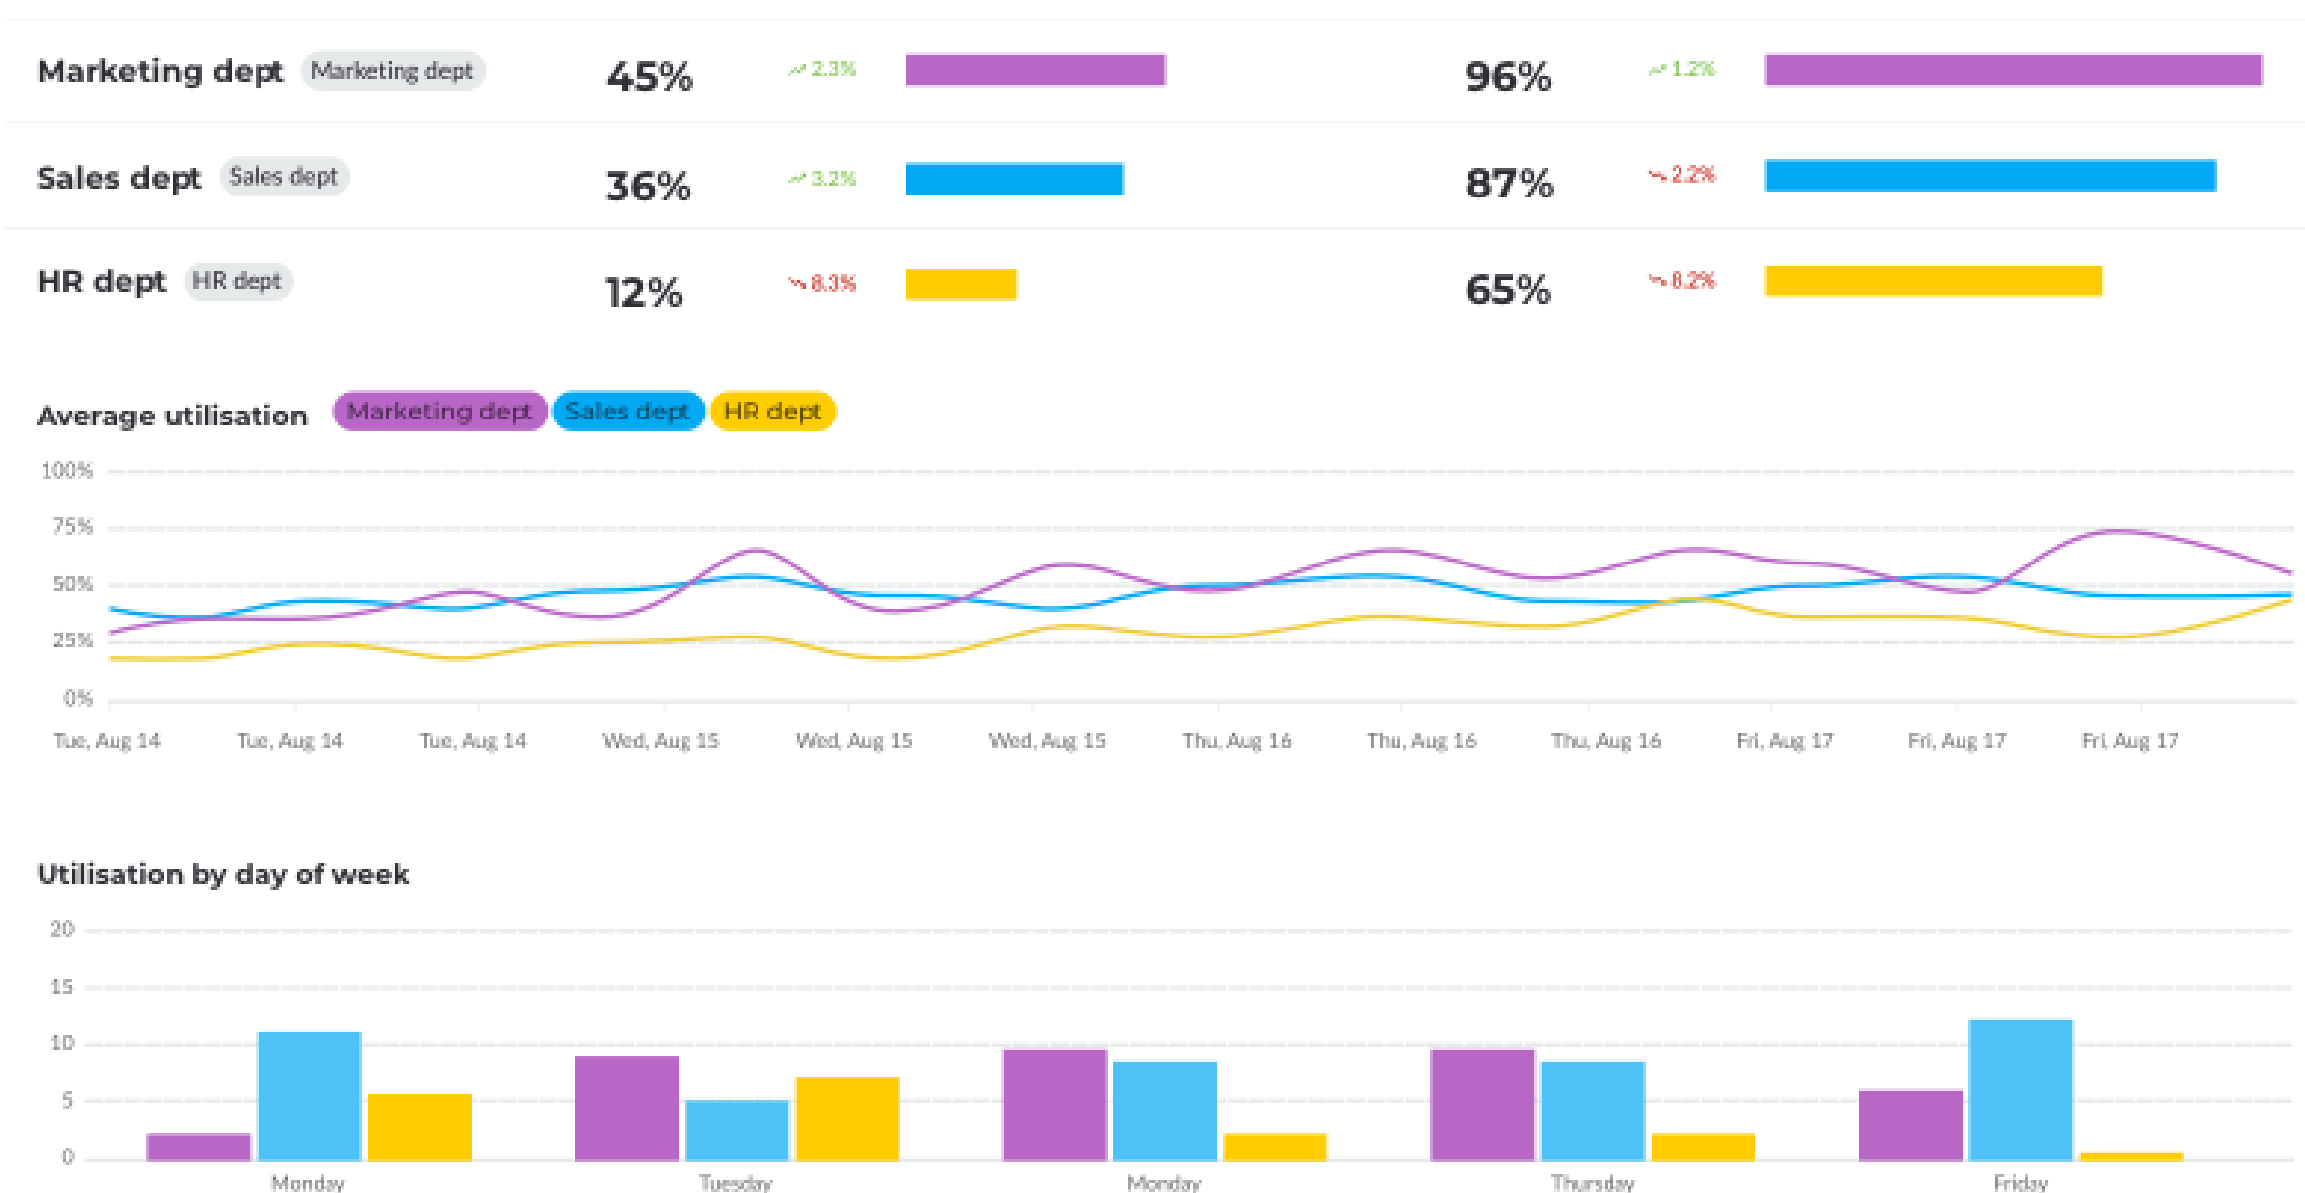 Marketing dept Marketing dept 45% 2.3% 96% 1.2%
Sales dept Sales dept 36% 3.2% 87% 2.2%
HR dept HR dept 12% 8.3% 65% 8.2%
Average utilisation Marketing dept Sales dept HR dept
100%
75%
50%
25%
0%
Tue, Aug 14 Tue, Aug 14 Tue, Aug 14 Wed, Aug 15 Wed, Aug 15 Wed, Aug 15 Thu, Aug 16 Thu, Aug 16 Thu, Aug 16 Fri, Aug 17 Fri, Aug 17 Fri, Aug 17
Utilisation by day of week
20
15
10
5
0
Monday Tuesday Monday Thursday Friday